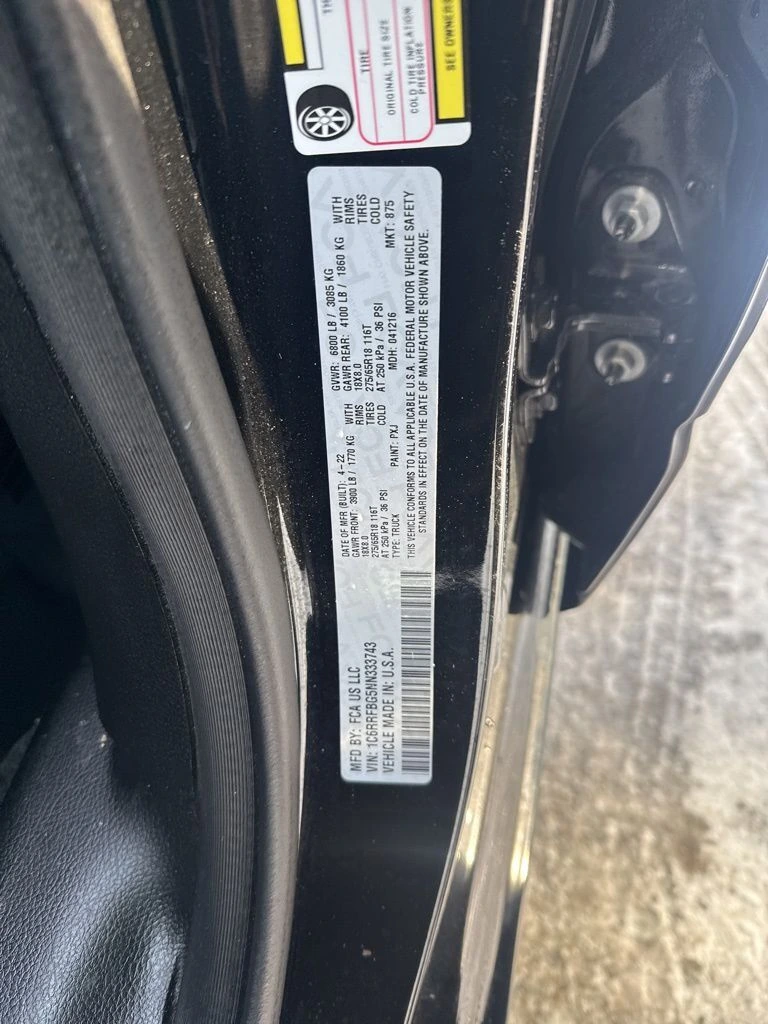 MFD BY: FCA US LLC
VIN: 1C6RRFBG5NN333743
VEHICLE MADE IN: U.S.A.
DATE OF MFR (BUILT): 4-22 GVWR: 6800 LB / 3085 KG
GAWR FRONT: 3900 LB / 1770 KG WITH GAWR REAR: 4100 LB / 1860 KG WITH
18X8.0 RIMS 18X8.0 RIMS
275/65R18 116T TIRES 275/65R18 116T TIRES
AT 250 kPa / 36 PSI COLD AT 250 kPa / 36 PSI COLD
TYPE: TRUCK PAINT: PXJ MDH: 041216 MKT: 875
THIS VEHICLE CONFORMS TO ALL APPLICABLE U.S.A. FEDERAL MOTOR VEHICLE SAFETY
STANDARDS IN EFFECT ON THE DATE OF MANUFACTURE SHOWN ABOVE.
TIRE
ORIGINAL TIRE SIZE
COLD TIRE INFLATION
PRESSURE
SEE OWNERS